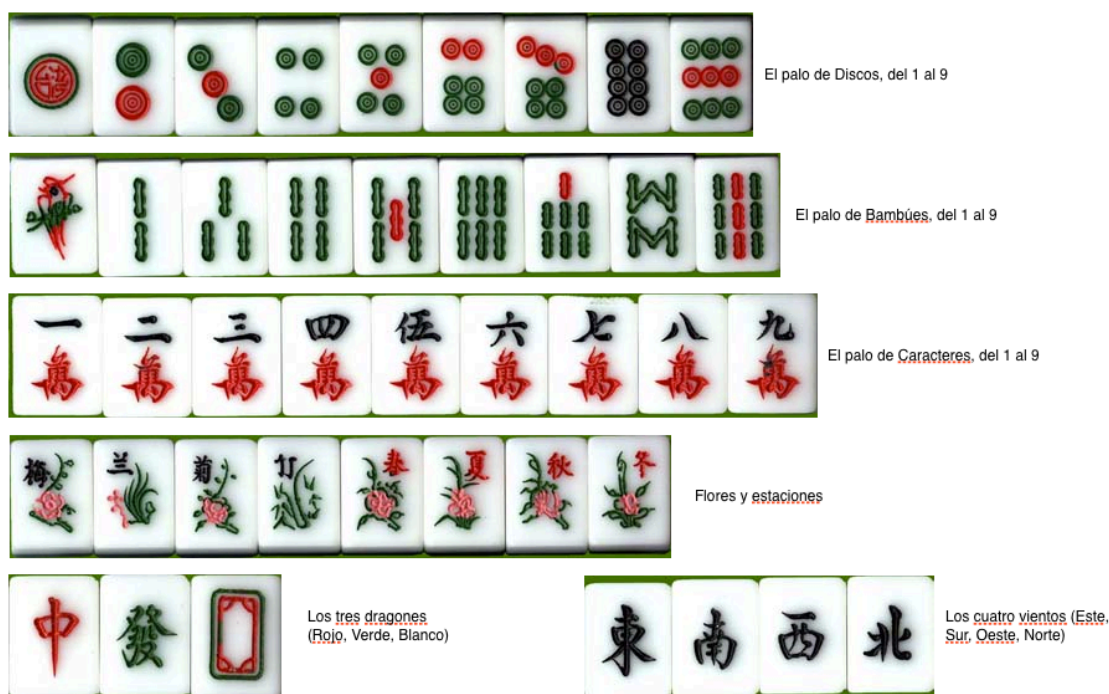 El palo de Discos, del 1 al 9
El palo de Bambúes, del 1 al 9
一 二 三 四 伍 六 七 八 九
萬 萬 萬 萬 萬 萬 萬 萬 萬
El palo de Caracteres, del 1 al 9
梅 兰 菊 竹 春 夏 秋 冬
Flores y estaciones
中 發
Los tres dragones
(Rojo, Verde, Blanco)
東 南 西 北
Los cuatro vientos (Este,
Sur, Oeste, Norte)